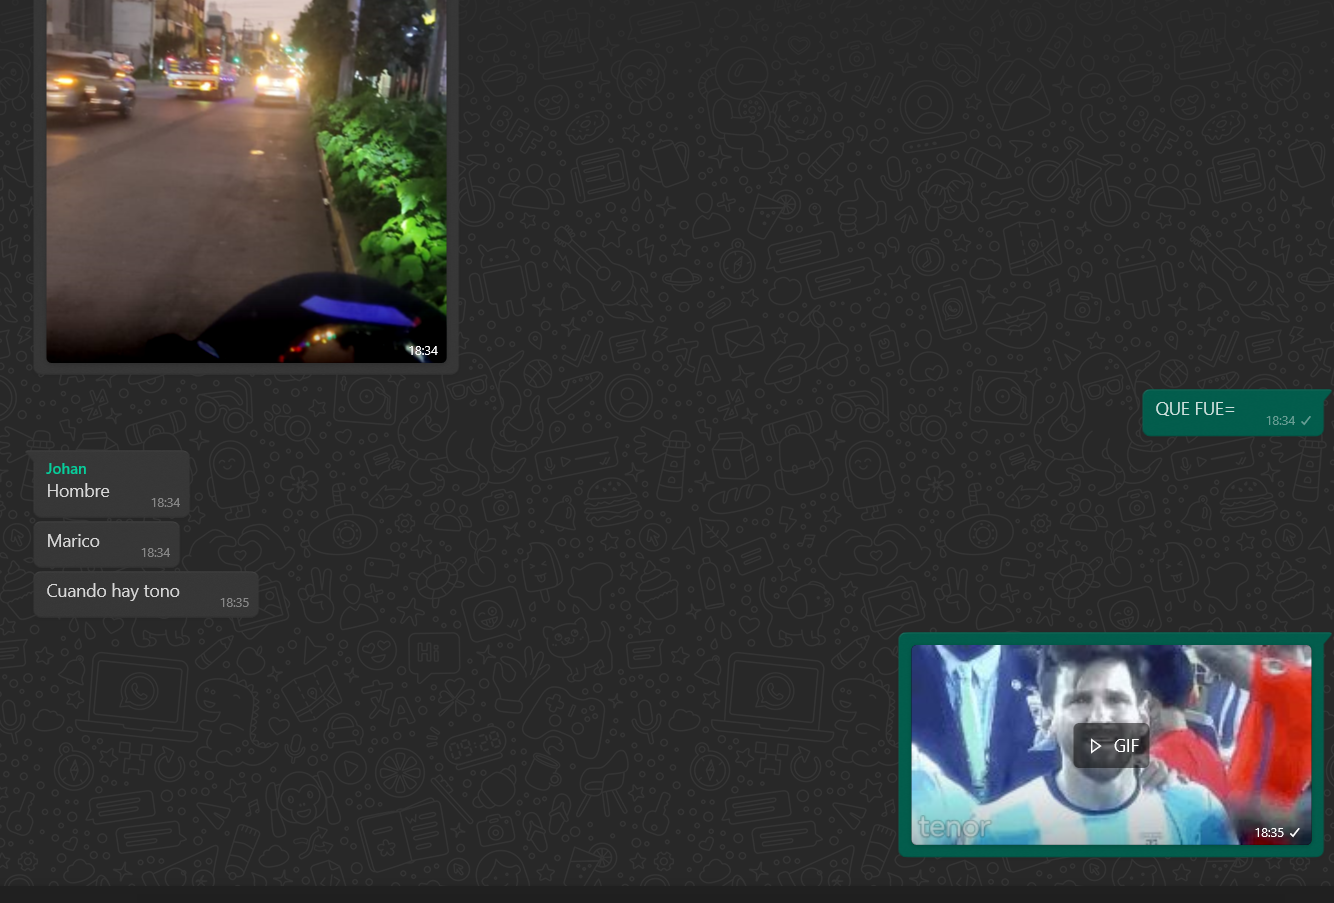 18:34
QUE FUE=
18:34
Johan
Hombre
18:34
Marico
18:34
Cuando hay tono
18:35
GIF
tenor
18:35